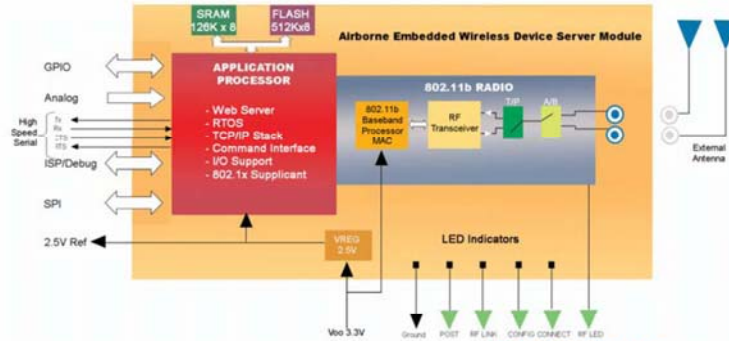 SRAM
126K x 8
FLASH
512Kx8
Airborne Embedded Wireless Device Server Module
GPIO
Analog
High
Speed
Serial
Tx
Rx
CTS
RTS
ISP/Debug
SPI
2.5V Ref
APPLICATION
PROCESSOR
- Web Server
- RTOS
- TCP/IP Stack
- Command Interface
- I/O Support
- 802.1x Supplicant
802.11b RADIO
802.11b
Baseband
Processor
MAC
RF
Transceiver
A/B
External
Antenna
VREG
2.5V
LED Indicators
3.3V
Ground
POST
RF LINK
CONFIG
CONNECT
RF LED